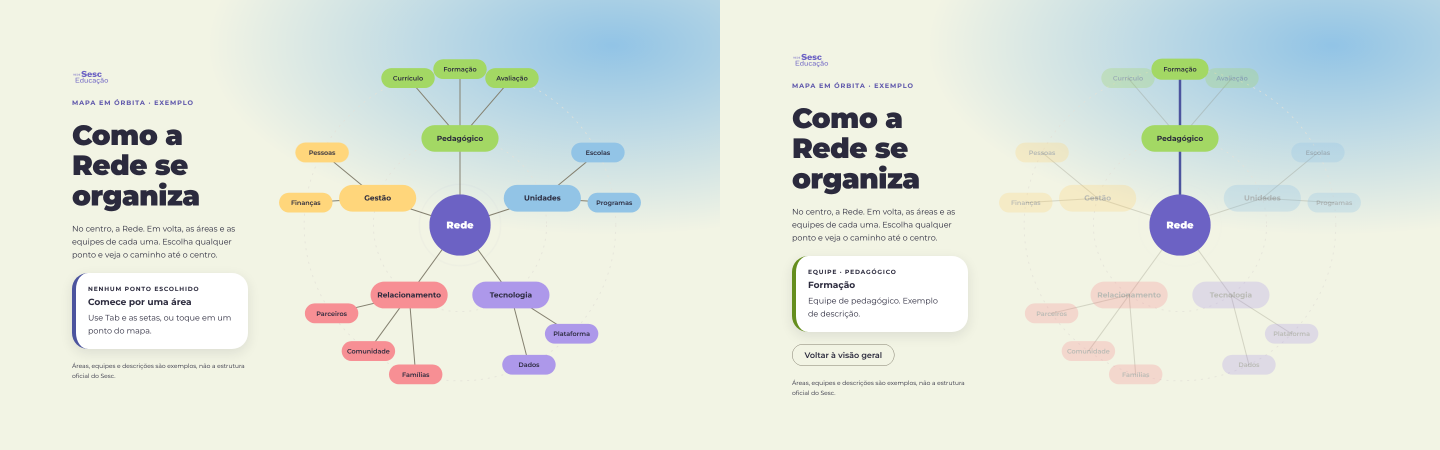 Sesc
Educação
MAPA EM ÓRBITA · EXEMPLO
Como a
Rede se
organiza
No centro, a Rede. Em volta, as áreas e as
equipes de cada uma. Escolha qualquer
ponto e veja o caminho até o centro.
NENHUM PONTO ESCOLHIDO
Comece por uma área
Use Tab e as setas, ou toque em um
ponto do mapa.
Áreas, equipes e descrições são exemplos, não a estrutura
oficial do Sesc.
Currículo
Formação
Avaliação
Pedagógico
Pessoas
Escolas
Finanças
Gestão
Unidades
Programas
Rede
Relacionamento
Tecnologia
Parceiros
Plataforma
Comunidade
Dados
Famílias
Sesc
Educação
MAPA EM ÓRBITA · EXEMPLO
Como a
Rede se
organiza
No centro, a Rede. Em volta, as áreas e as
equipes de cada uma. Escolha qualquer
ponto e veja o caminho até o centro.
EQUIPE · PEDAGÓGICO
Formação
Equipe de pedagógico. Exemplo
de descrição.
Voltar à visão geral
Áreas, equipes e descrições são exemplos, não a estrutura
oficial do Sesc.
Currículo
Formação
Avaliação
Pedagógico
Pessoas
Escolas
Finanças
Gestão
Unidades
Programas
Rede
Relacionamento
Tecnologia
Parceiros
Plataforma
Comunidade
Dados
Famílias